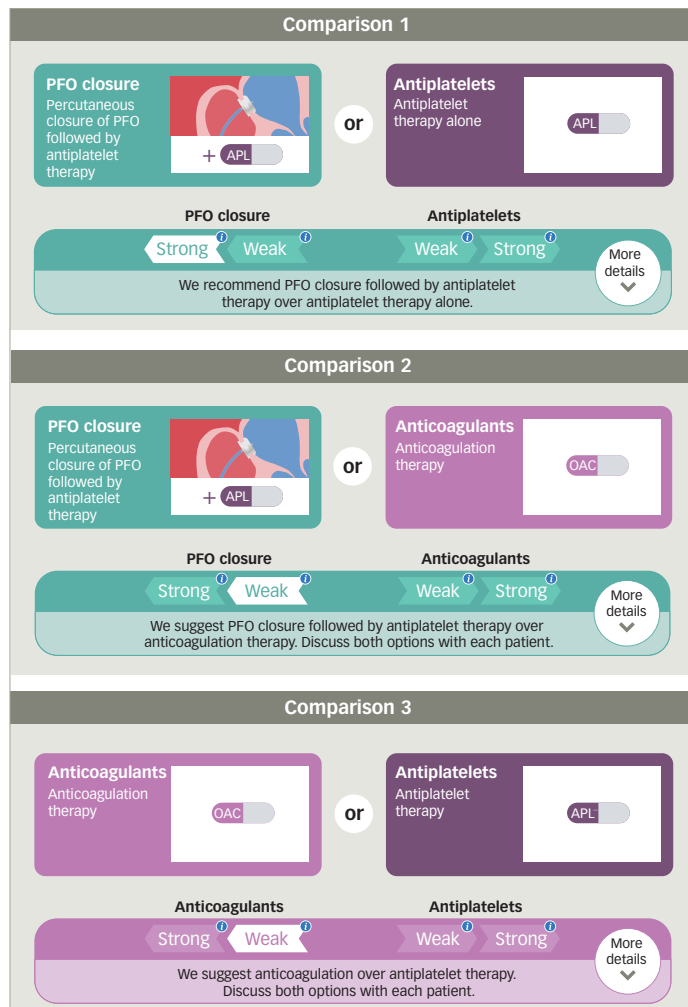 Comparison 1
PFO closure
Percutaneous
closure of PFO
followed by
antiplatelet
therapy
+ APL
or
Antiplatelets
Antiplatelet
therapy alone
APL
PFO closure
Antiplatelets
Strong i Weak i
Weak i Strong i
More
details
We recommend PFO closure followed by antiplatelet
therapy over antiplatelet therapy alone.
Comparison 2
PFO closure
Percutaneous
closure of PFO
followed by
antiplatelet
therapy
+ APL
or
Anticoagulants
Anticoagulation
therapy
OAC
PFO closure
Anticoagulants
Strong i Weak i
Weak i Strong i
More
details
We suggest PFO closure followed by antiplatelet therapy over
anticoagulation therapy. Discuss both options with each patient.
Comparison 3
Anticoagulants
Anticoagulation
therapy
OAC
or
Antiplatelets
Antiplatelet
therapy
APL
Anticoagulants
Antiplatelets
Strong i Weak i
Weak i Strong i
More
details
We suggest anticoagulation over antiplatelet therapy.
Discuss both options with each patient.